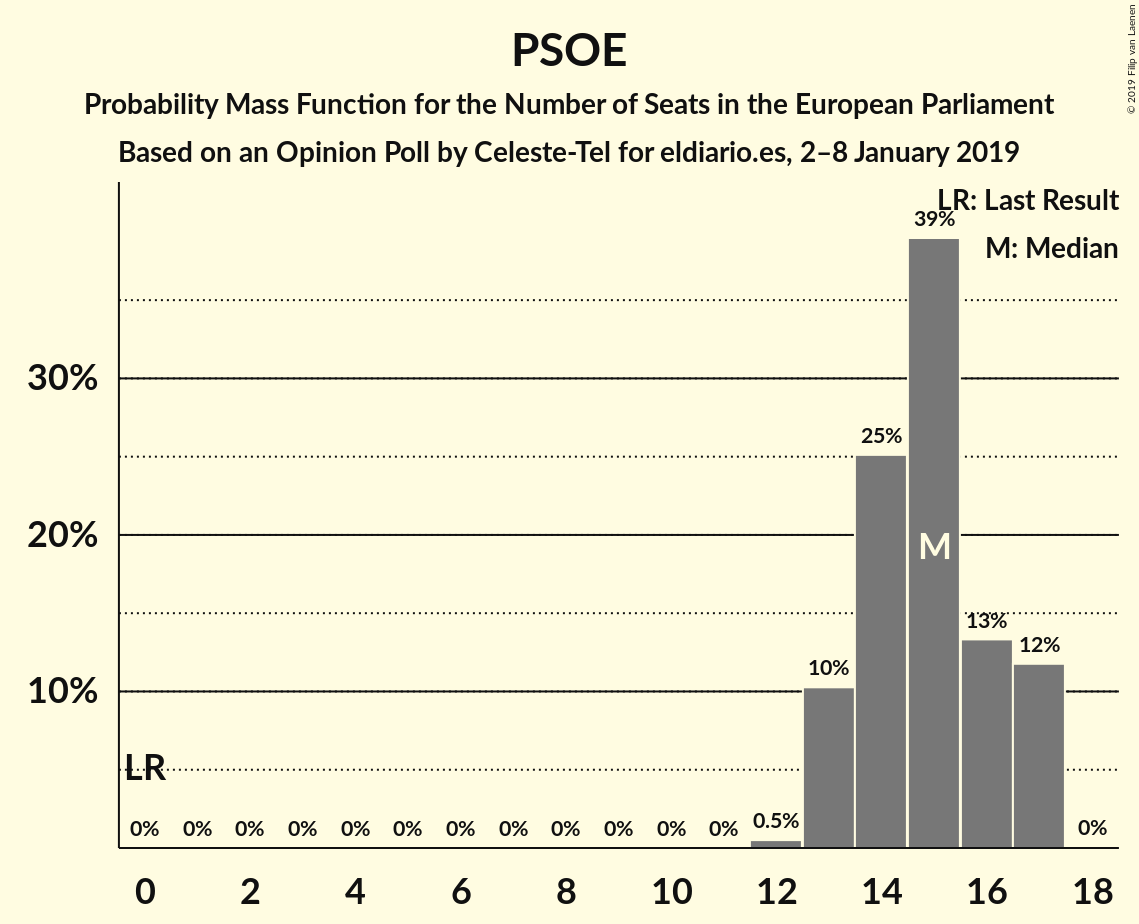 PSOE
Probability Mass Function for the Number of Seats in the European Parliament
Based on an Opinion Poll by Celeste-Tel for eldiario.es, 2–8 January 2019
© 2019 Filip van Laenen
LR: Last Result
M: Median
39%
30%
25%
20%
M
13%
12%
10%
10%
LR
0% 0% 0% 0% 0% 0% 0% 0% 0% 0% 0% 0% 0.5% 0%
0 2 4 6 8 10 12 14 16 18